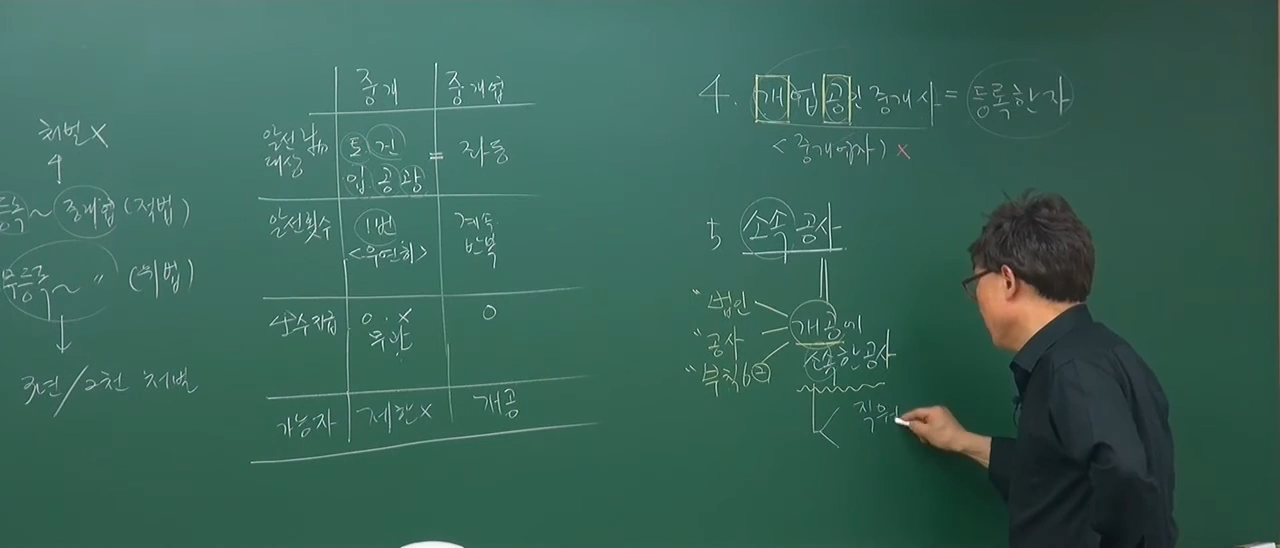 처벌X
등록~ 중개업 (적법)
무등록~ 〃 (위법)
3년/2천 처벌
중개 중개업
알선 대상 토 건 = 좌동
입 공 광
알선횟수 1번 계속
<우연히> 반복
보수지급 O·X O
가능자 제한X 개공
4. 개업공인중개사 = 등록한 자
<중개업자> X
5 소속공사
〃법인
개공에
〃공사
소속한 공사
〃부칙6②
직원